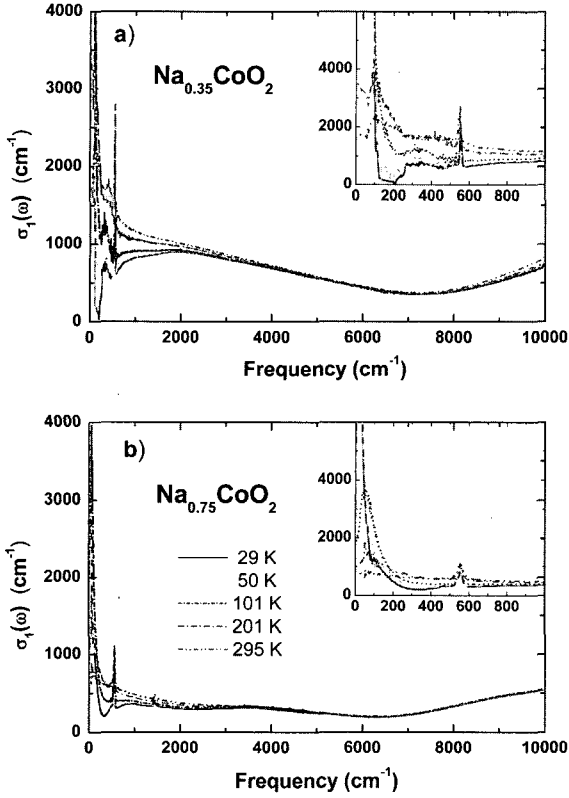 4000
3000
2000
1000
0
σ₁(ω) (cm⁻¹)
a)
Na₀.₃₅CoO₂
4000
2000
0
0 200 400 600 800
0 2000 4000 6000 8000 10000
Frequency (cm⁻¹)
4000
3000
2000
1000
0
σ₁(ω) (cm⁻¹)
b)
Na₀.₇₅CoO₂
29 K
50 K
101 K
201 K
295 K
4000
2000
0
0 200 400 600 800
0 2000 4000 6000 8000 10000
Frequency (cm⁻¹)